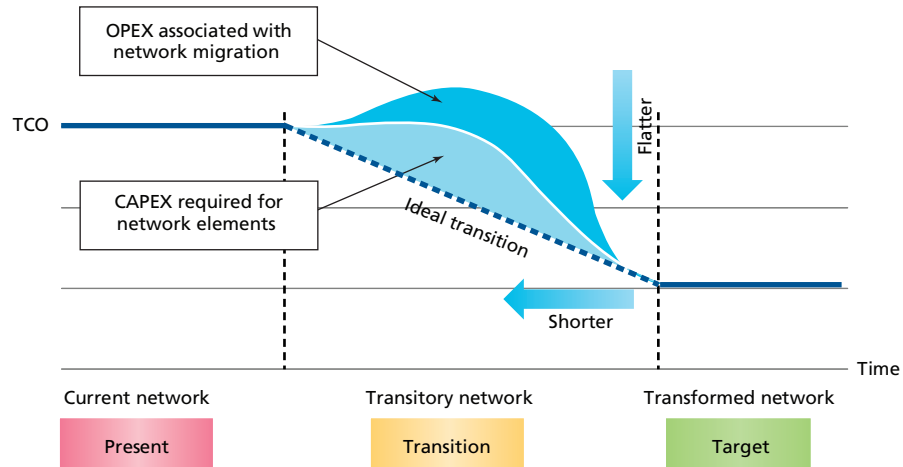 OPEX associated with
network migration
TCO
Flatter
CAPEX required for
network elements
Ideal transition
Shorter
Time
Current network
Transitory network
Transformed network
Present
Transition
Target